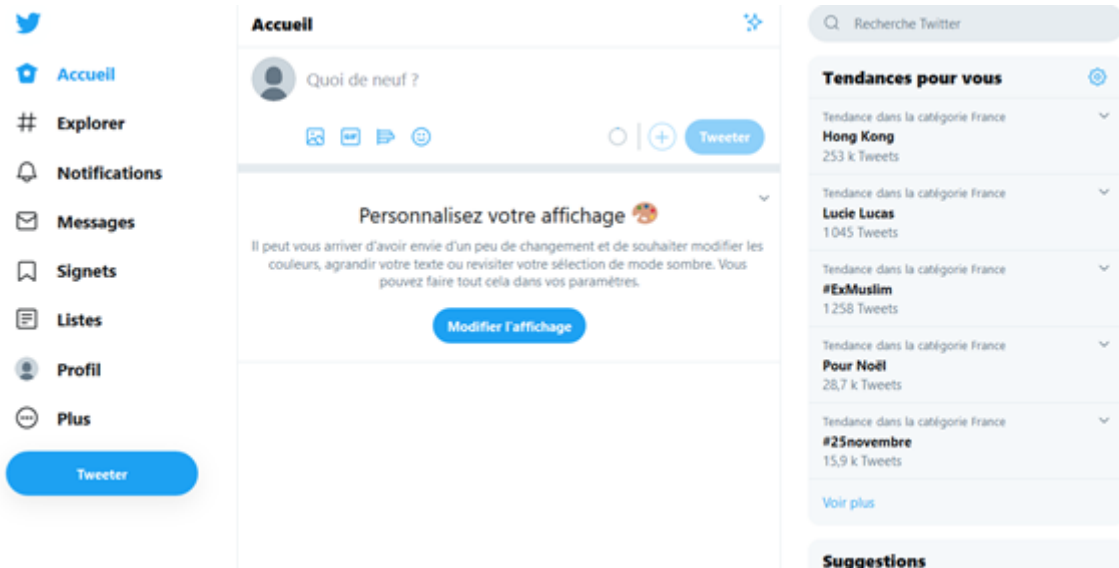 Accueil
Explorer
Notifications
Messages
Signets
Listes
Profil
Plus
Tweeter
Accueil
Quoi de neuf ?
GIF
Tweeter
Personnalisez votre affichage
Il peut vous arriver d'avoir envie d'un peu de changement et de souhaiter modifier les
couleurs, agrandir votre texte ou revisiter votre sélection de mode sombre. Vous
pouvez faire tout cela dans vos paramètres.
Modifier l'affichage
Recherche Twitter
Tendances pour vous
Tendance dans la catégorie France
Hong Kong
253 k Tweets
Tendance dans la catégorie France
Lucie Lucas
1 045 Tweets
Tendance dans la catégorie France
#ExMuslim
1 258 Tweets
Tendance dans la catégorie France
Pour Noël
28,7 k Tweets
Tendance dans la catégorie France
#25novembre
15,9 k Tweets
Voir plus
Suggestions